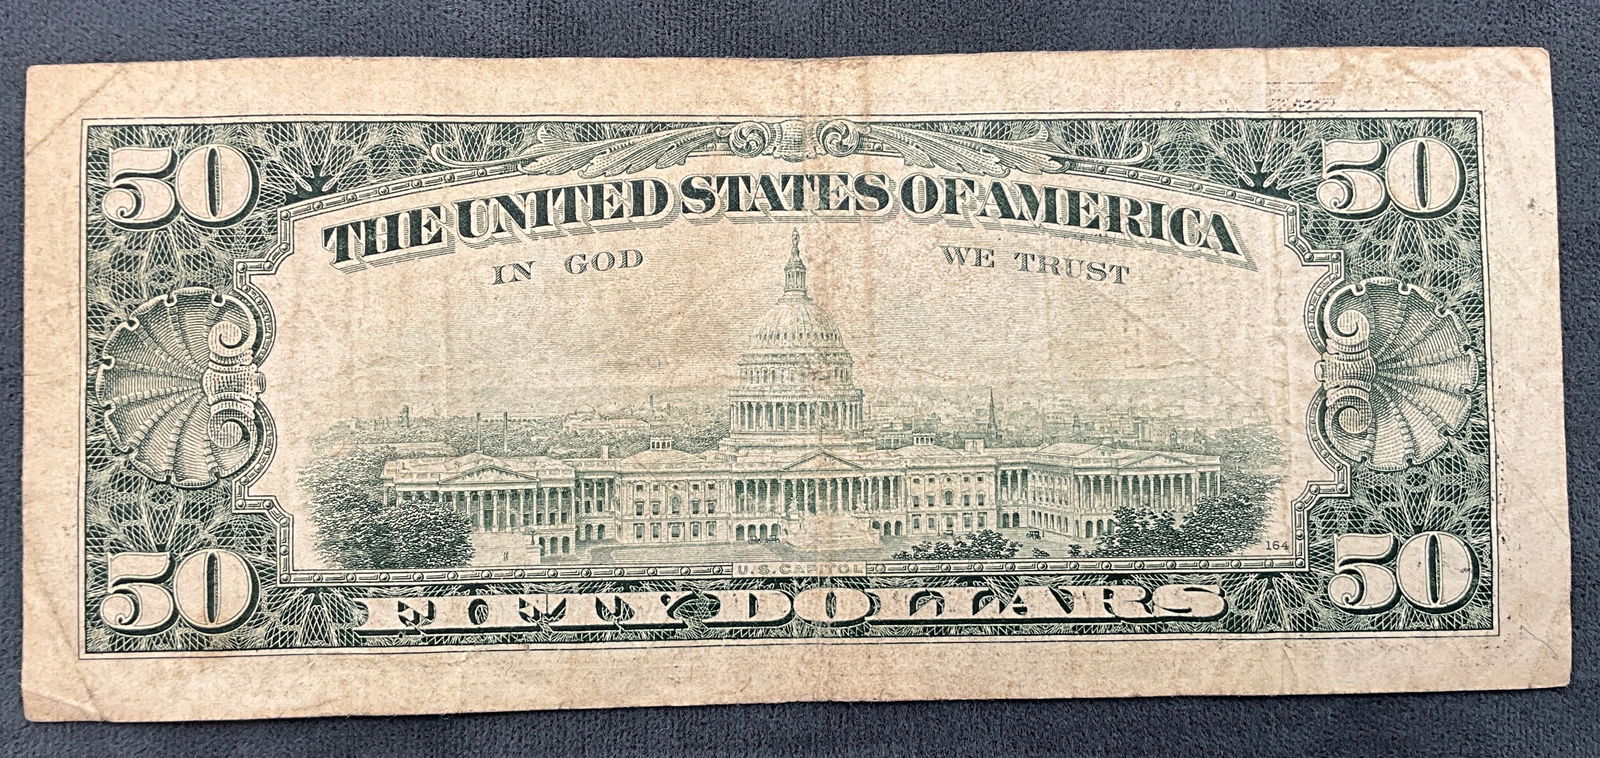 50 50
THE UNITED STATES OF AMERICA
IN GOD WE TRUST
164
U.S. CAPITOL
50 FIFTY DOLLARS 50